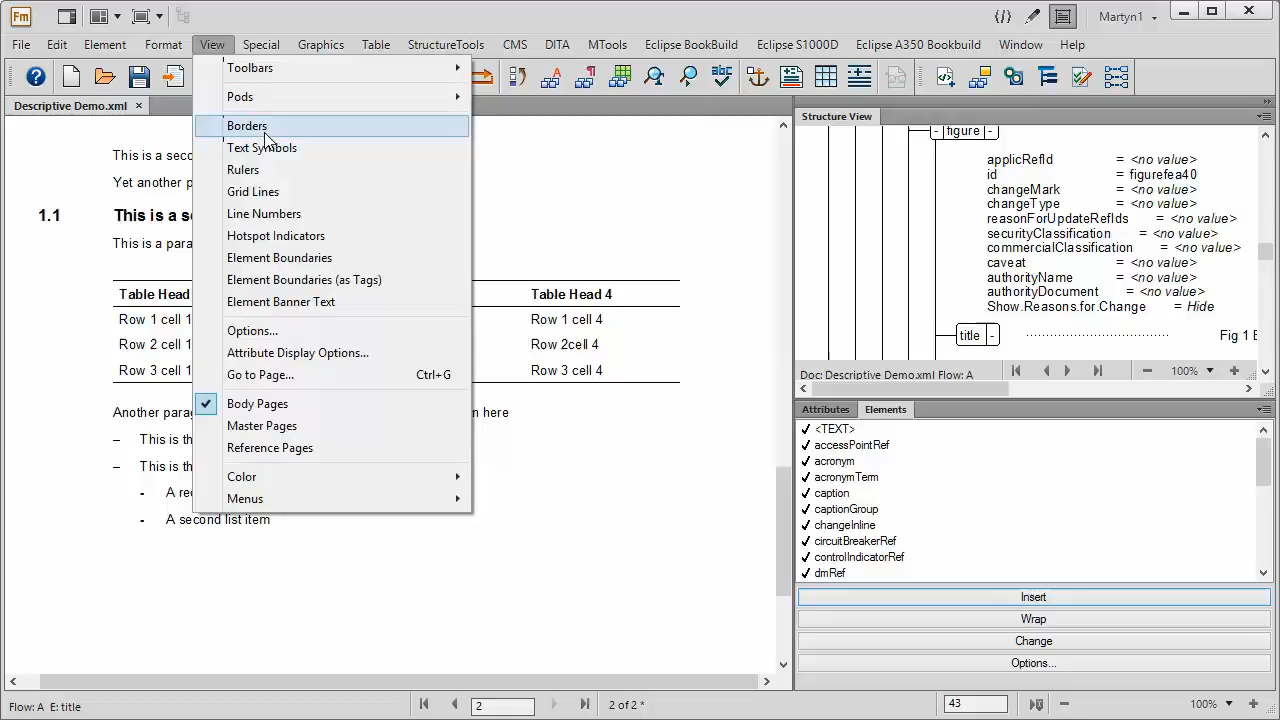 Fm
Martyn1
File Edit Element Format View Special Graphics Table StructureTools CMS DITA MTools Eclipse BookBuild Eclipse S1000D Eclipse A350 Bookbuild Window Help
Descriptive Demo.xml ×
This is a seco
Yet another p
1.1 This is a se
This is a para
Table Head Table Head 4
Row 1 cell 1 Row 1 cell 4
Row 2 cell 1 Row 2cell 4
Row 3 cell 1 Row 3 cell 4
Another parag n here
– This is th
– This is th
- A rec
- A second list item
Toolbars
Pods
Borders
Text Symbols
Rulers
Grid Lines
Line Numbers
Hotspot Indicators
Element Boundaries
Element Boundaries (as Tags)
Element Banner Text
Options...
Attribute Display Options...
Go to Page... Ctrl+G
Body Pages
Master Pages
Reference Pages
Color
Menus
Structure View
- figure -
applicRefId = <no value>
id = figurefea40
changeMark = <no value>
changeType = <no value>
reasonForUpdateRefIds = <no value>
securityClassification = <no value>
commercialClassification = <no value>
caveat = <no value>
authorityName = <no value>
authorityDocument = <no value>
Show.Reasons.for.Change = Hide
title - Fig 1 E
Doc: Descriptive Demo.xml Flow: A 100%
Attributes Elements
<TEXT>
accessPointRef
acronym
acronymTerm
caption
captionGroup
changeInline
circuitBreakerRef
controlIndicatorRef
dmRef
Insert
Wrap
Change
Options...
Flow: A E: title 2 2 of 2 * 43 100%